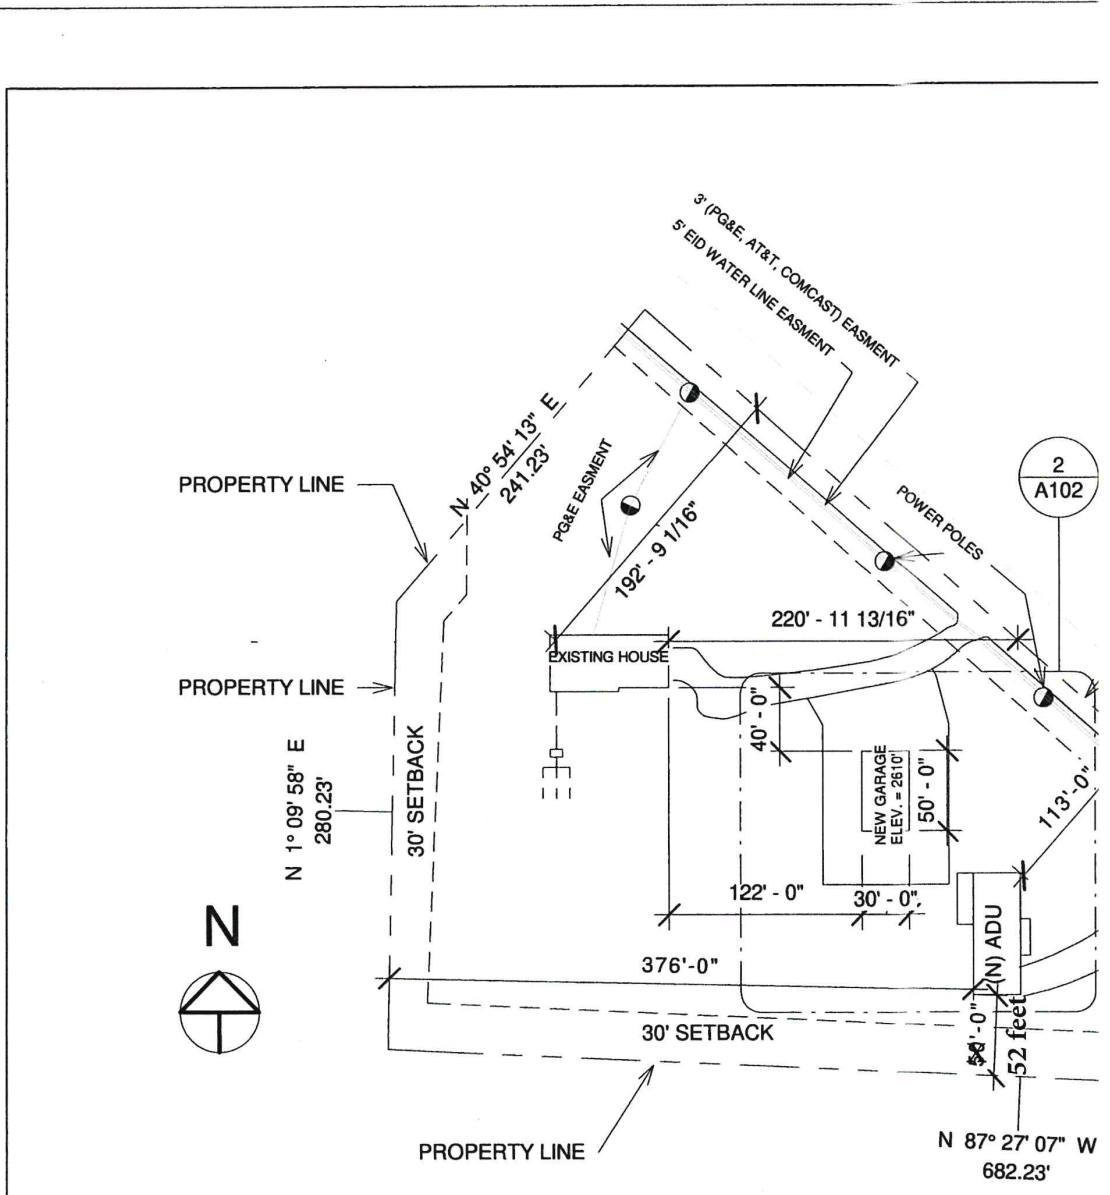 3' (PG&E, AT&T, COMCAST) EASMENT
5' EID WATER LINE EASMENT
N 40° 54' 13" E
241.23'
PROPERTY LINE
PG&E EASMENT
192' - 9 1/16"
2
A102
POWER POLES
220' - 11 13/16"
EXISTING HOUSE
PROPERTY LINE
40' - 0"
N 1° 09' 58" E
280.23'
30' SETBACK
NEW GARAGE
ELEV. = 2610'
50' - 0"
113'-0"
122' - 0"
30' - 0"
N
(N) ADU
376'-0"
30' SETBACK
'-0"
52 feet
PROPERTY LINE
N 87° 27' 07" W
682.23'